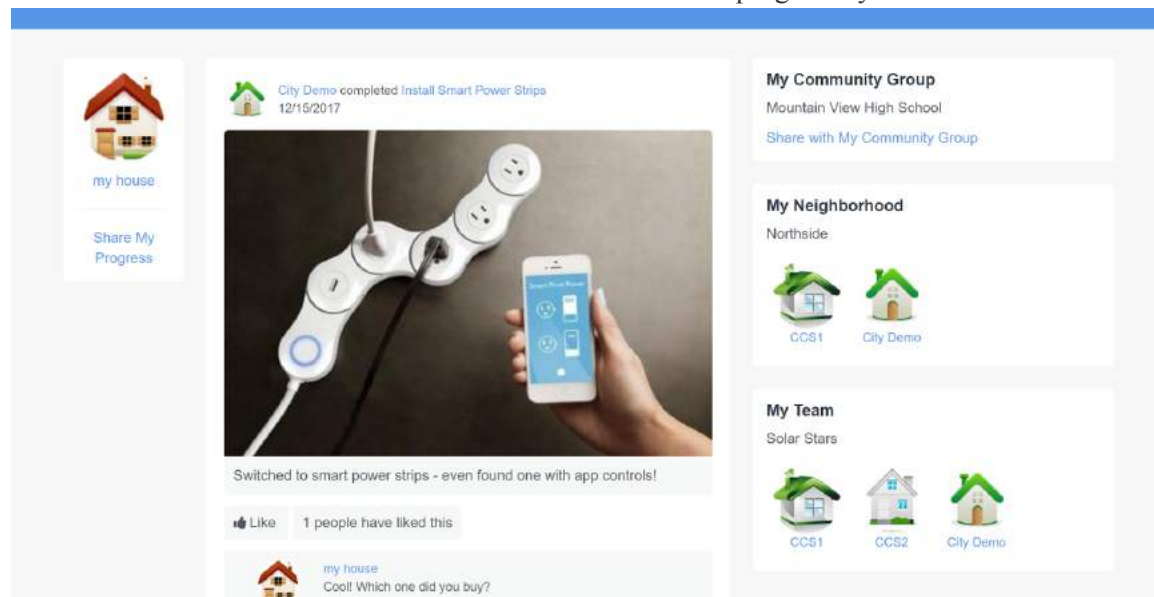 my house
Share My
Progress
City Demo completed Install Smart Power Strips
12/15/2017
Switched to smart power strips - even found one with app controls!
Like
1 people have liked this
my house
Cool! Which one did you buy?
My Community Group
Mountain View High School
Share with My Community Group
My Neighborhood
Northside
CCS1
City Demo
My Team
Solar Stars
CCS1
CCS2
City Demo